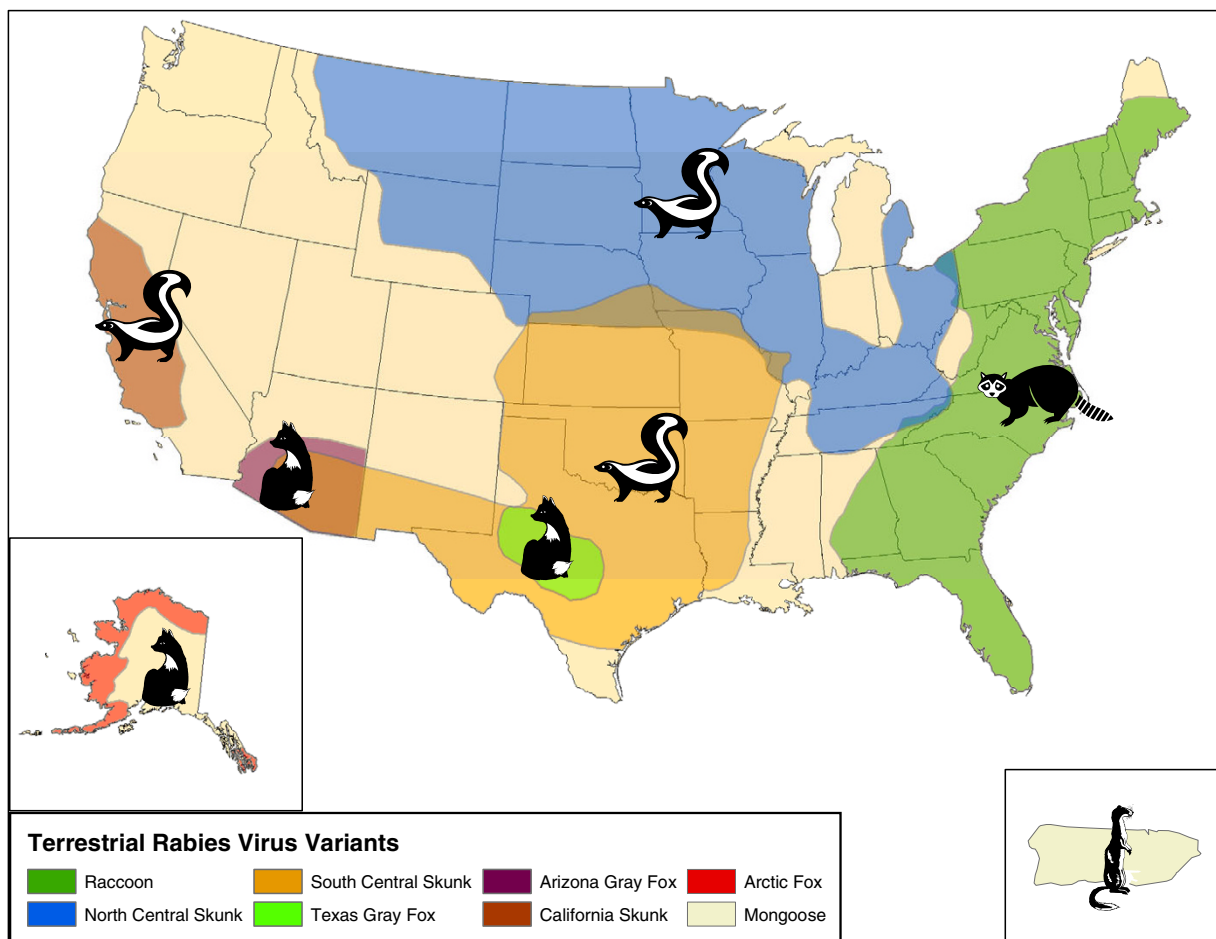 Terrestrial Rabies Virus Variants
Raccoon
South Central Skunk
Arizona Gray Fox
Arctic Fox
North Central Skunk
Texas Gray Fox
California Skunk
Mongoose